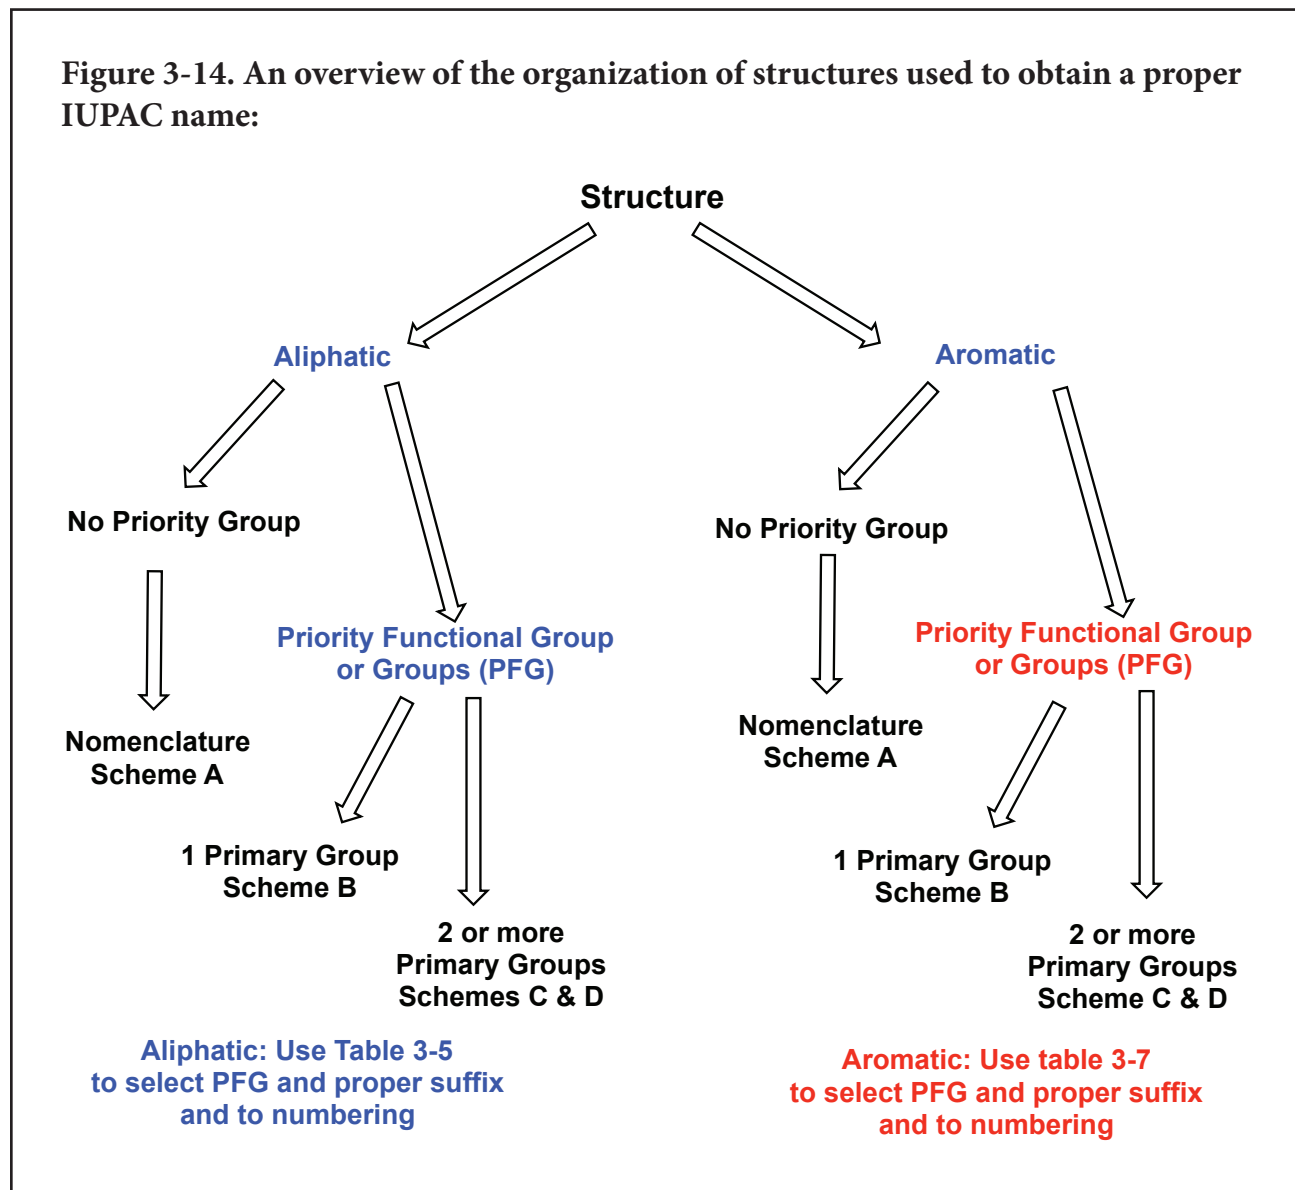 Figure 3-14. An overview of the organization of structures used to obtain a proper
IUPAC name:
Structure
Aliphatic
Aromatic
No Priority Group
No Priority Group
Priority Functional Group
or Groups (PFG)
Priority Functional Group
or Groups (PFG)
Nomenclature
Scheme A
Nomenclature
Scheme A
1 Primary Group
Scheme B
1 Primary Group
Scheme B
2 or more
Primary Groups
Schemes C & D
2 or more
Primary Groups
Scheme C & D
Aliphatic: Use Table 3-5
to select PFG and proper suffix
and to numbering
Aromatic: Use table 3-7
to select PFG and proper suffix
and to numbering